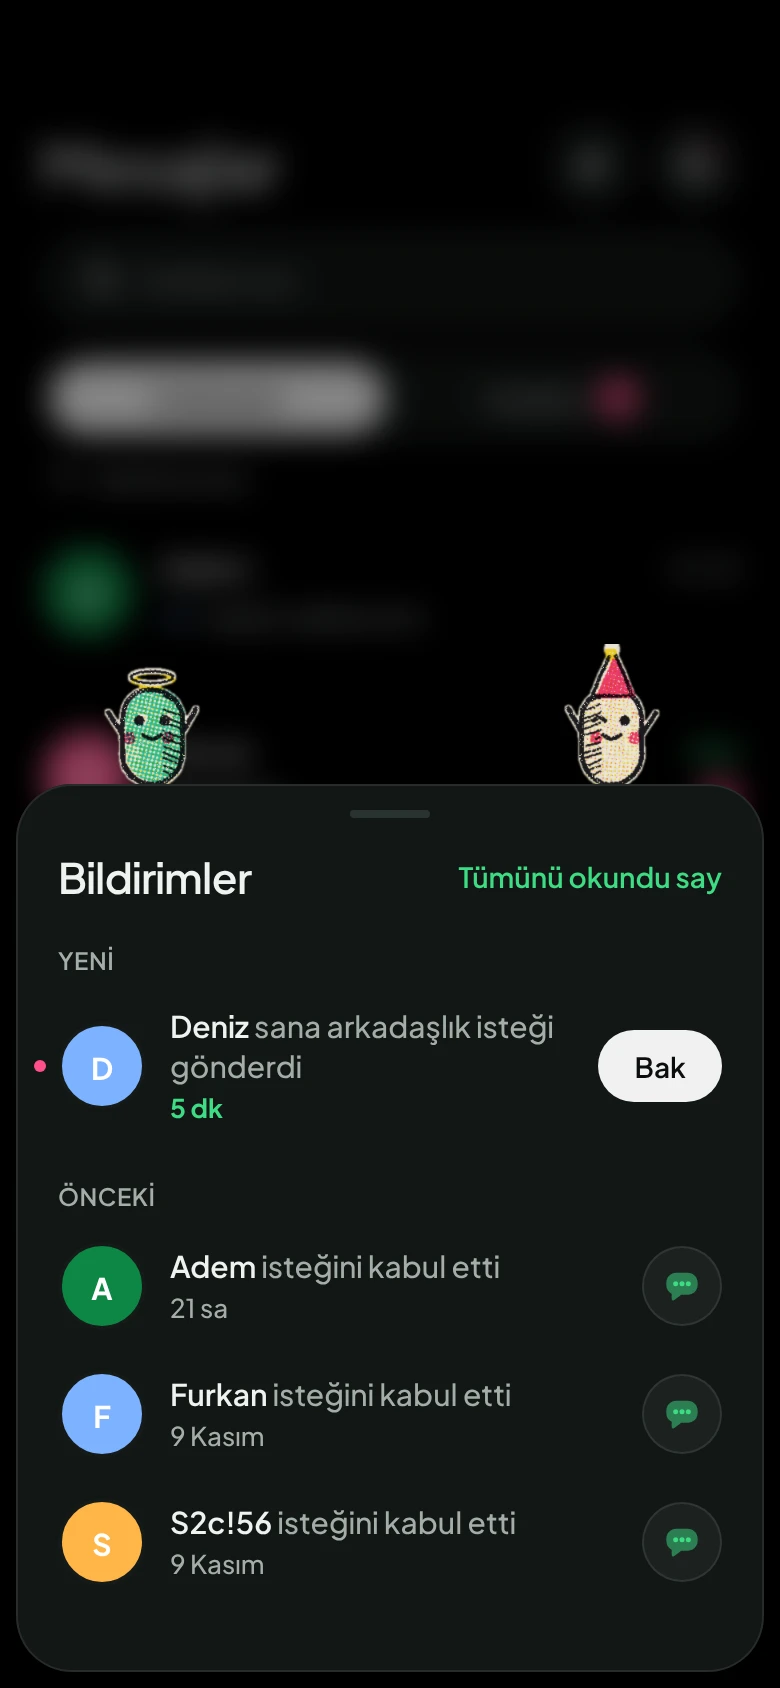 Bildirimler
Tümünü okundu say
YENİ
Deniz sana arkadaşlık isteği
gönderdi
5 dk
D
Bak
ÖNCEKİ
A
Adem isteğini kabul etti
21 sa
F
Furkan isteğini kabul etti
9 Kasım
S
S2c!56 isteğini kabul etti
9 Kasım